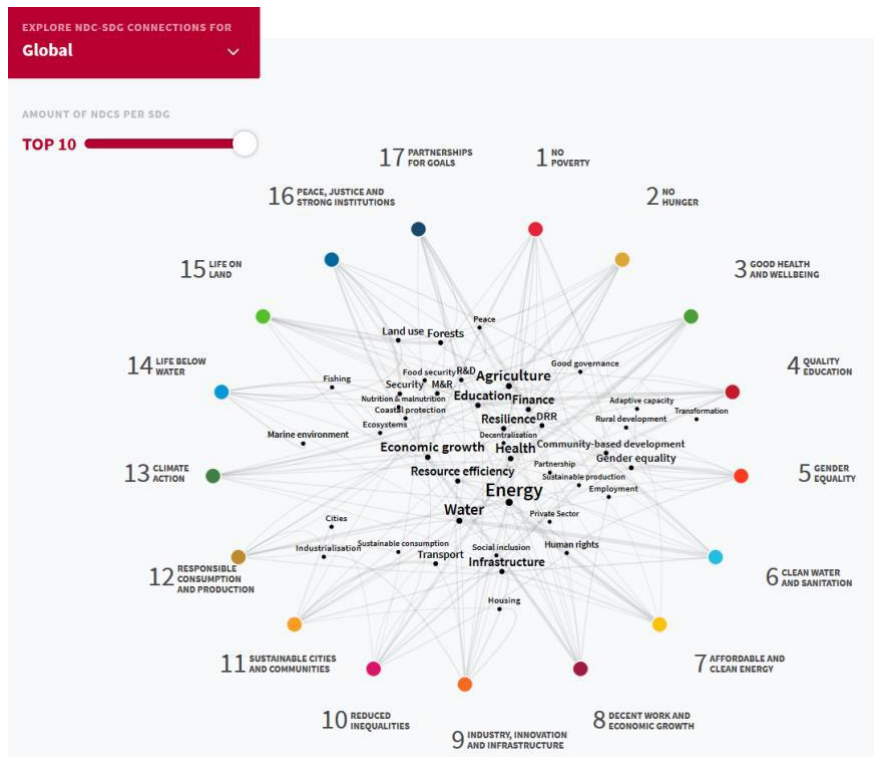 EXPLORE NDC-SDG CONNECTIONS FOR
Global
AMOUNT OF NDCS PER SDG
TOP 10
17 PARTNERSHIPS
FOR GOALS
1 NO
POVERTY
16 PEACE, JUSTICE AND
STRONG INSTITUTIONS
2 NO
HUNGER
15 LIFE ON
LAND
3 GOOD HEALTH
AND WELLBEING
14 LIFE BELOW
WATER
4 QUALITY
EDUCATION
13 CLIMATE
ACTION
5 GENDER
EQUALITY
12 RESPONSIBLE
CONSUMPTION
AND PRODUCTION
6 CLEAN WATER
AND SANITATION
11 SUSTAINABLE CITIES
AND COMMUNITIES
7 AFFORDABLE AND
CLEAN ENERGY
10 REDUCED
INEQUALITIES
9 INDUSTRY, INNOVATION
AND INFRASTRUCTURE
8 DECENT WORK AND
ECONOMIC GROWTH
Peace
Land use
Forests
Good governance
Food security
R&D
Agriculture
Fishing
Security
M&R
Education
Finance
Nutrition & malnutrition
Adaptive capacity
Coastal protection
Transformation
Resilience
DRR
Rural development
Ecosystems
Marine environment
Decentralisation
Economic growth
Health
Community-based development
Gender equality
Resource efficiency
Partnership
Sustainable production
Energy
Employment
Water
Private Sector
Cities
Industrialisation
Sustainable consumption
Transport
Social inclusion
Human rights
Infrastructure
Housing